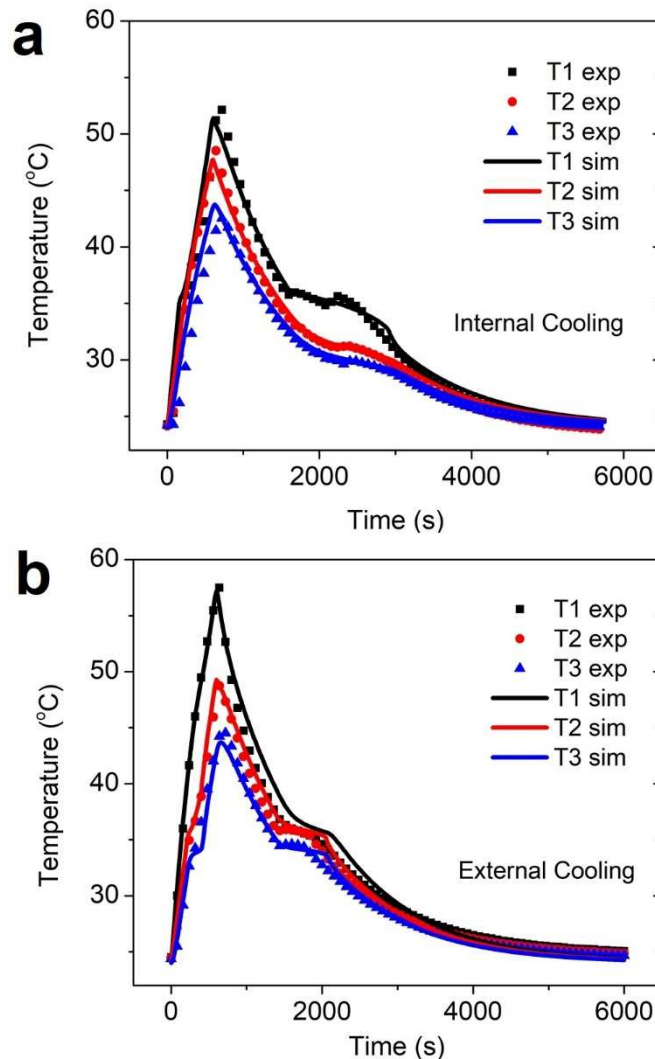 a
60
50
40
30
Temperature (°C)
T1 exp
T2 exp
T3 exp
T1 sim
T2 sim
T3 sim
Internal Cooling
0
2000
4000
6000
Time (s)
b
60
50
40
30
Temperature (°C)
T1 exp
T2 exp
T3 exp
T1 sim
T2 sim
T3 sim
External Cooling
0
2000
4000
6000
Time (s)